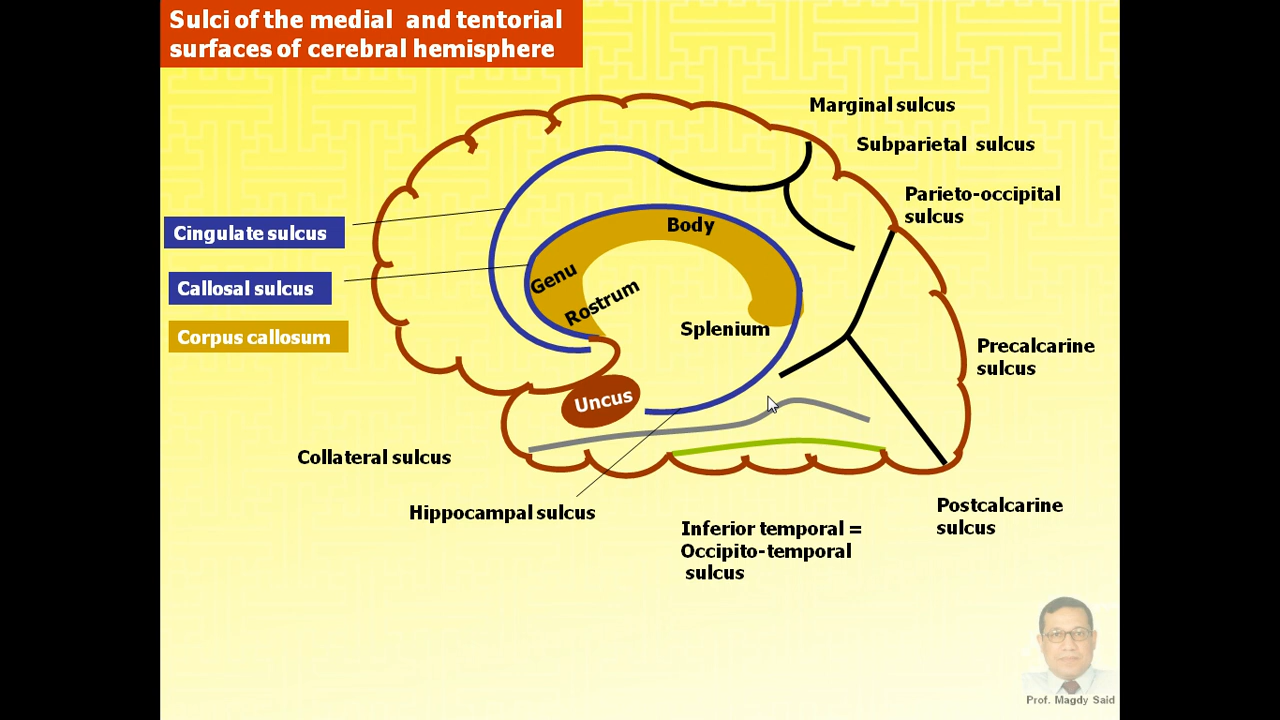 Sulci of the medial and tentorial
surfaces of cerebral hemisphere
Marginal sulcus
Subparietal sulcus
Parieto-occipital
sulcus
Cingulate sulcus
Callosal sulcus
Corpus callosum
Body
Genu
Rostrum
Splenium
Precalcarine
sulcus
Uncus
Collateral sulcus
Hippocampal sulcus
Inferior temporal =
Occipito-temporal
sulcus
Postcalcarine
sulcus
Prof. Magdy Said